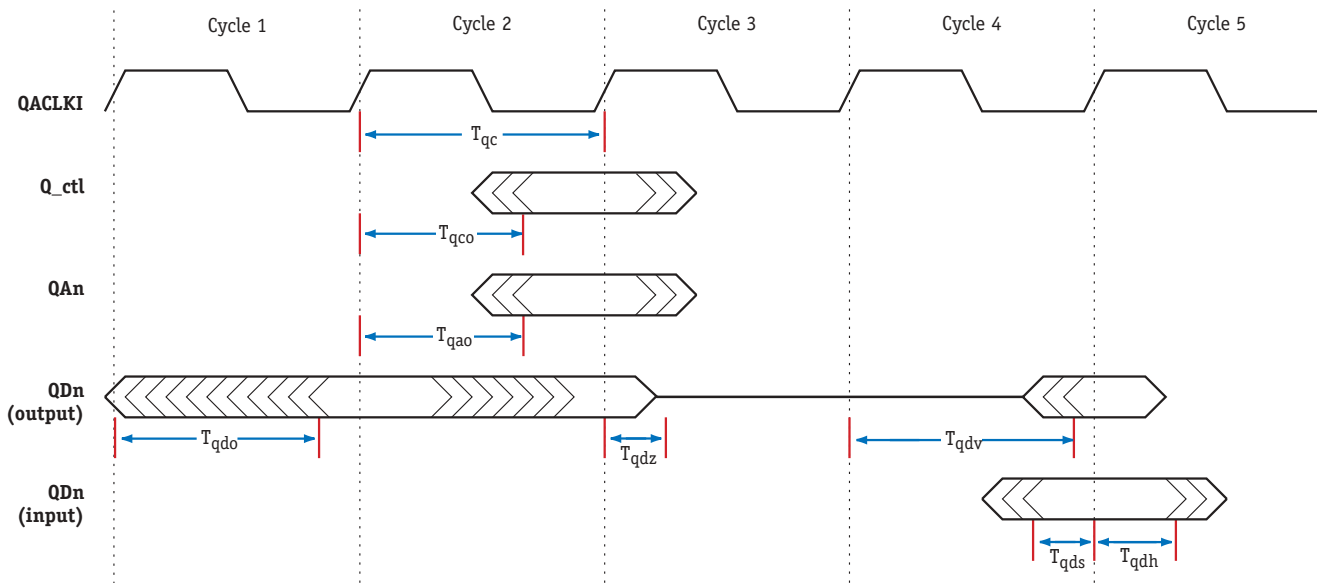 Cycle 1 Cycle 2 Cycle 3 Cycle 4 Cycle 5
QACLKI
Tqc
Q_ctl
Tqco
QAn
Tqao
QDn
(output)
Tqdo Tqdz Tqdv
QDn
(input)
Tqds Tqdh